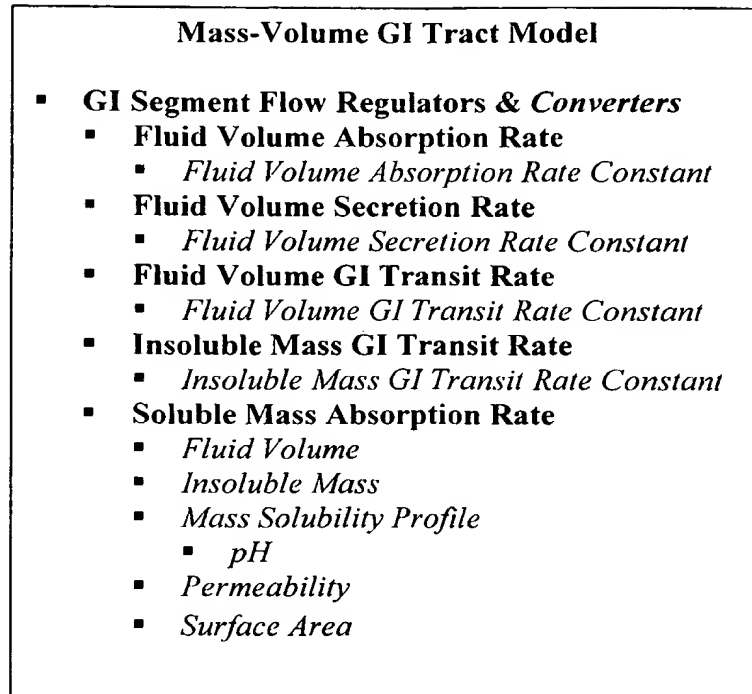 Mass-Volume GI Tract Model
▪ GI Segment Flow Regulators & Converters
▪ Fluid Volume Absorption Rate
▪ Fluid Volume Absorption Rate Constant
▪ Fluid Volume Secretion Rate
▪ Fluid Volume Secretion Rate Constant
▪ Fluid Volume GI Transit Rate
▪ Fluid Volume GI Transit Rate Constant
▪ Insoluble Mass GI Transit Rate
▪ Insoluble Mass GI Transit Rate Constant
▪ Soluble Mass Absorption Rate
▪ Fluid Volume
▪ Insoluble Mass
▪ Mass Solubility Profile
▪ pH
▪ Permeability
▪ Surface Area